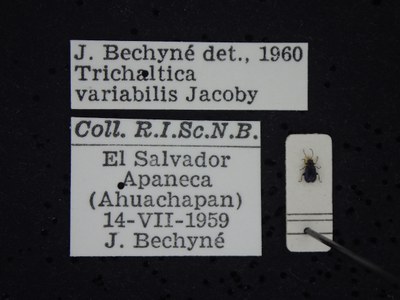 J. Bechyné det., 1960
Trichaltica
variabilis Jacoby
Coll. R.I.Sc.N.B.
El Salvador
Apaneca
(Ahuachapan)
14-VII-1959
J. Bechyné